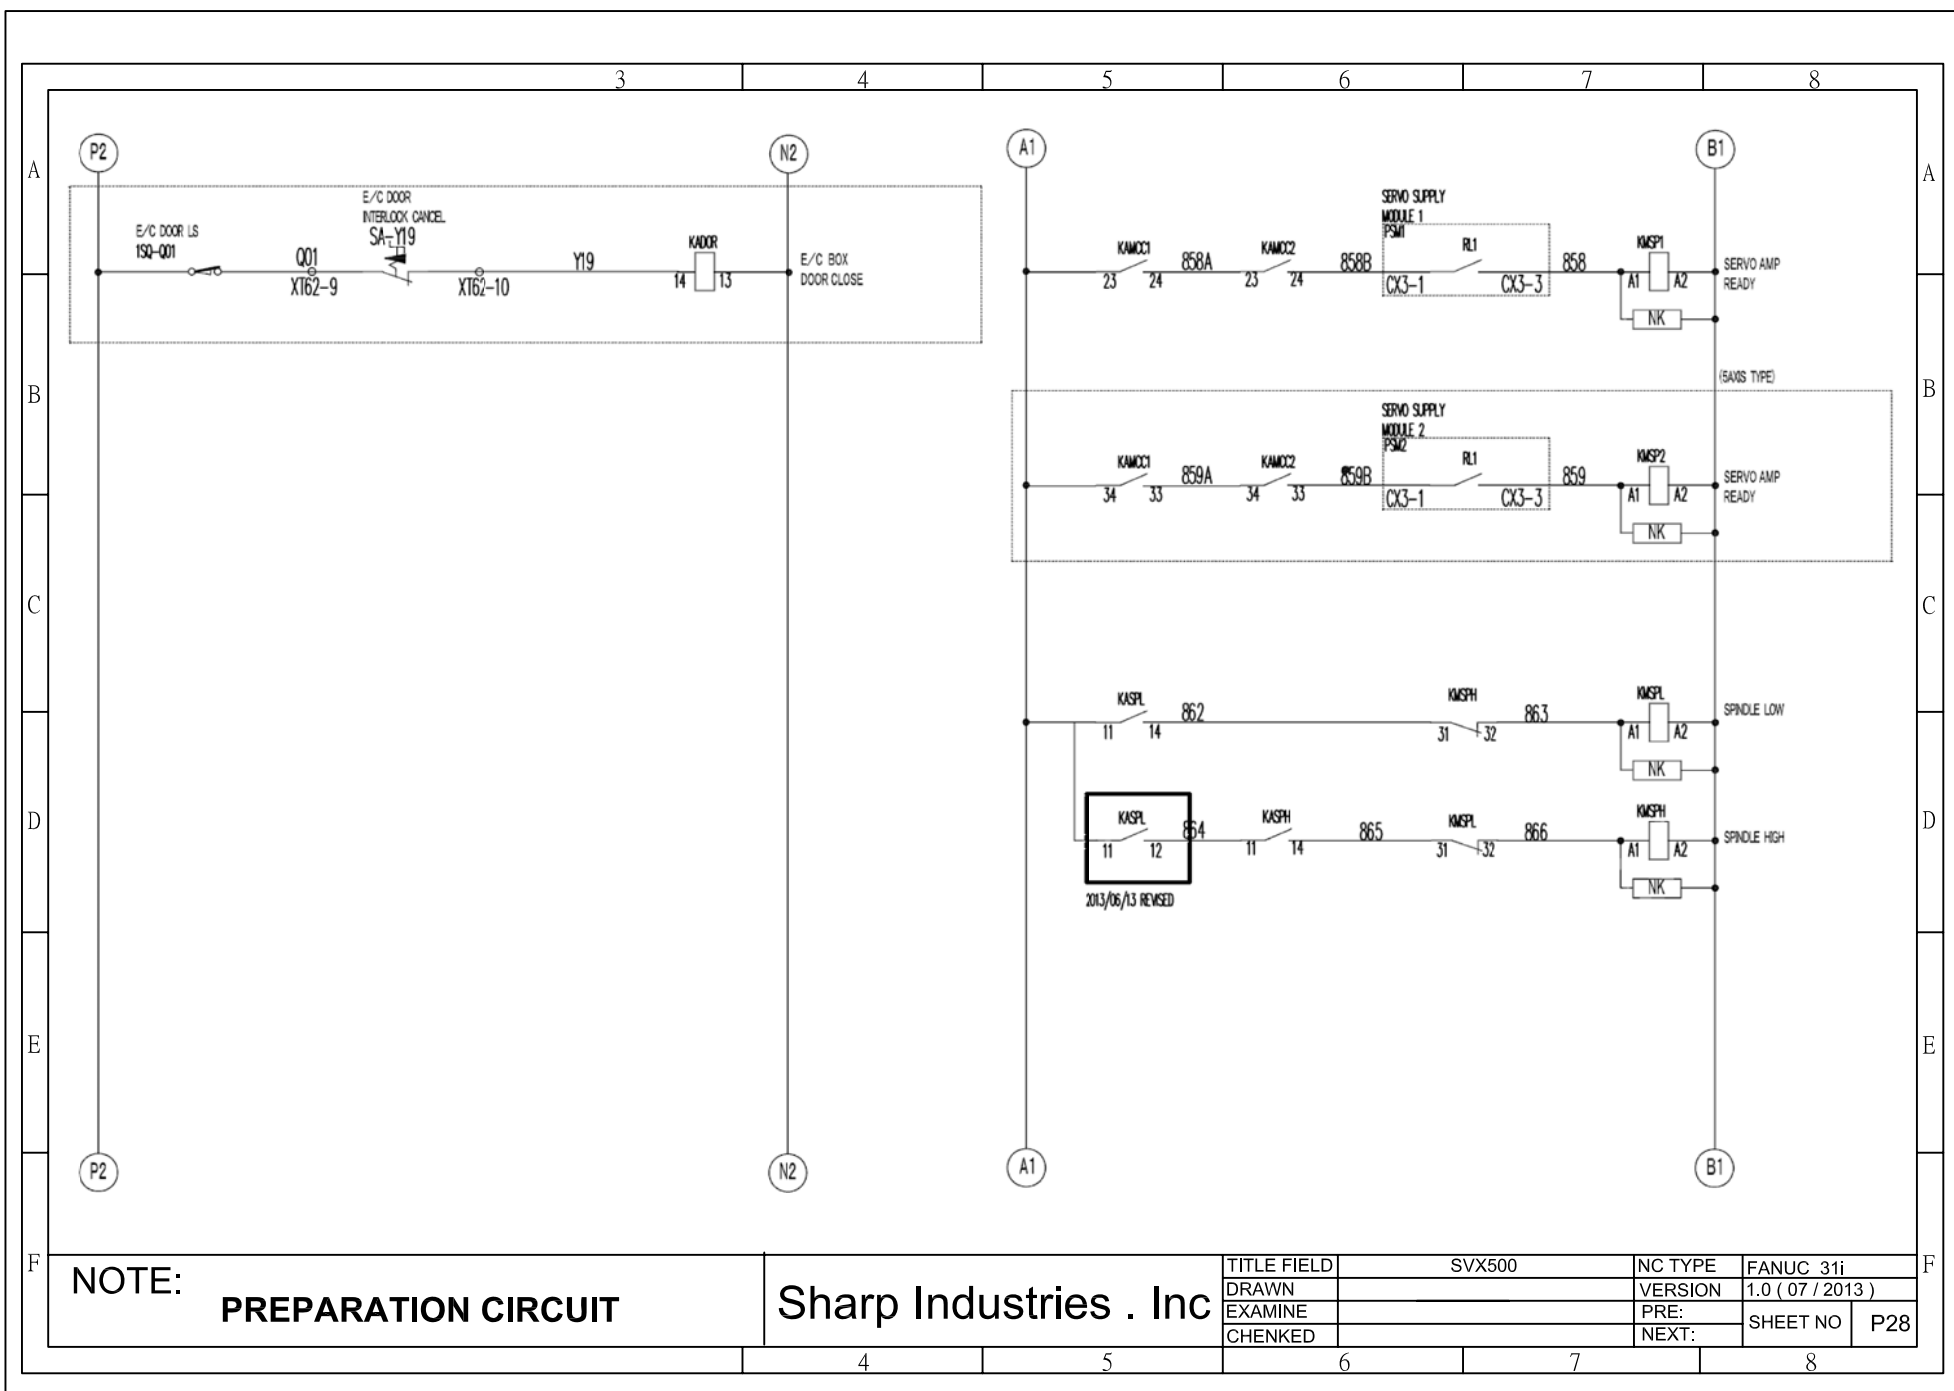 3 4 5 6 7 8
A A
B B
C C
D D
E E
F F
P2 N2 A1 B1
E/C DOOR LS
1SQ-Q01
Q01
XT62-9
E/C DOOR
INTERLOCK CANCEL
SA-Y19
XT62-10
Y19
KADOR
14 13
E/C BOX
DOOR CLOSE
KAMCC1
23 24
858A
KAMCC2
23 24
858B
SERVO SUPPLY
MODULE 1
PSM1
RL1
CX3-1 CX3-3
858
KMSP1
A1 A2
NK
SERVO AMP
READY
(5AXIS TYPE)
KAMCC1
34 33
859A
KAMCC2
34 33
859B
SERVO SUPPLY
MODULE 2
PSM2
RL1
CX3-1 CX3-3
859
KMSP2
A1 A2
NK
SERVO AMP
READY
KASPL
11 14
862
KMSPH
31 32
863
KMSPL
A1 A2
NK
SPINDLE LOW
KASPL
11 12
864
2013/06/13 REVISED
KASPH
11 14
865
KMSPL
31 32
866
KMSPH
A1 A2
NK
SPINDLE HIGH
P2 N2 A1 B1
NOTE:
PREPARATION CIRCUIT
Sharp Industries . Inc
TITLE FIELD SVX500 NC TYPE FANUC 31i
DRAWN VERSION 1.0 ( 07 / 2013 )
EXAMINE PRE: SHEET NO P28
CHENKED NEXT:
4 5 6 7 8